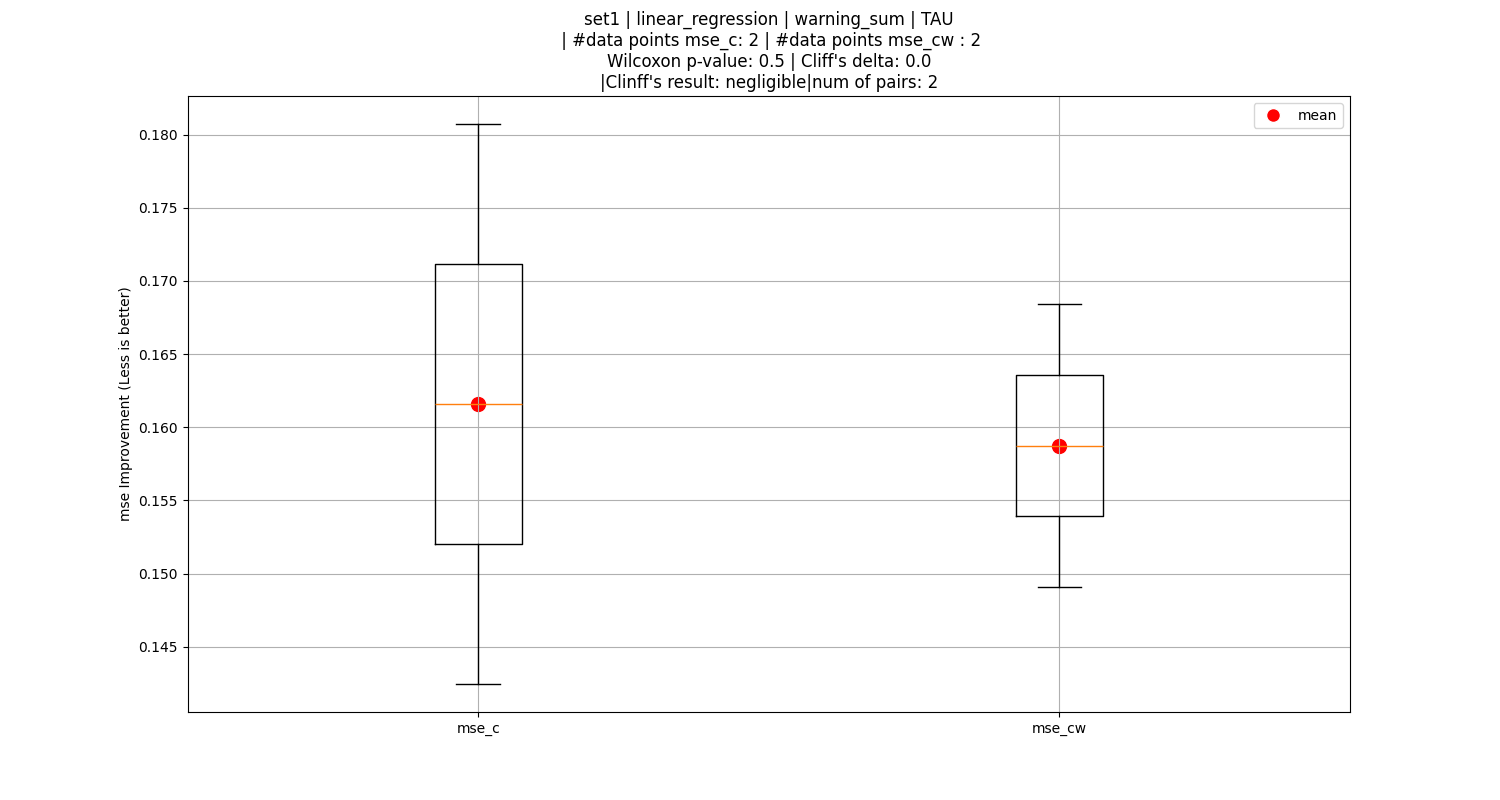 set1 | linear_regression | warning_sum | TAU
| #data points mse_c: 2 | #data points mse_cw : 2
Wilcoxon p-value: 0.5 | Cliff's delta: 0.0
|Clinff's result: negligible|num of pairs: 2
mean
0.180
0.175
0.170
0.165
0.160
0.155
0.150
0.145
mse Improvement (Less is better)
mse_c
mse_cw